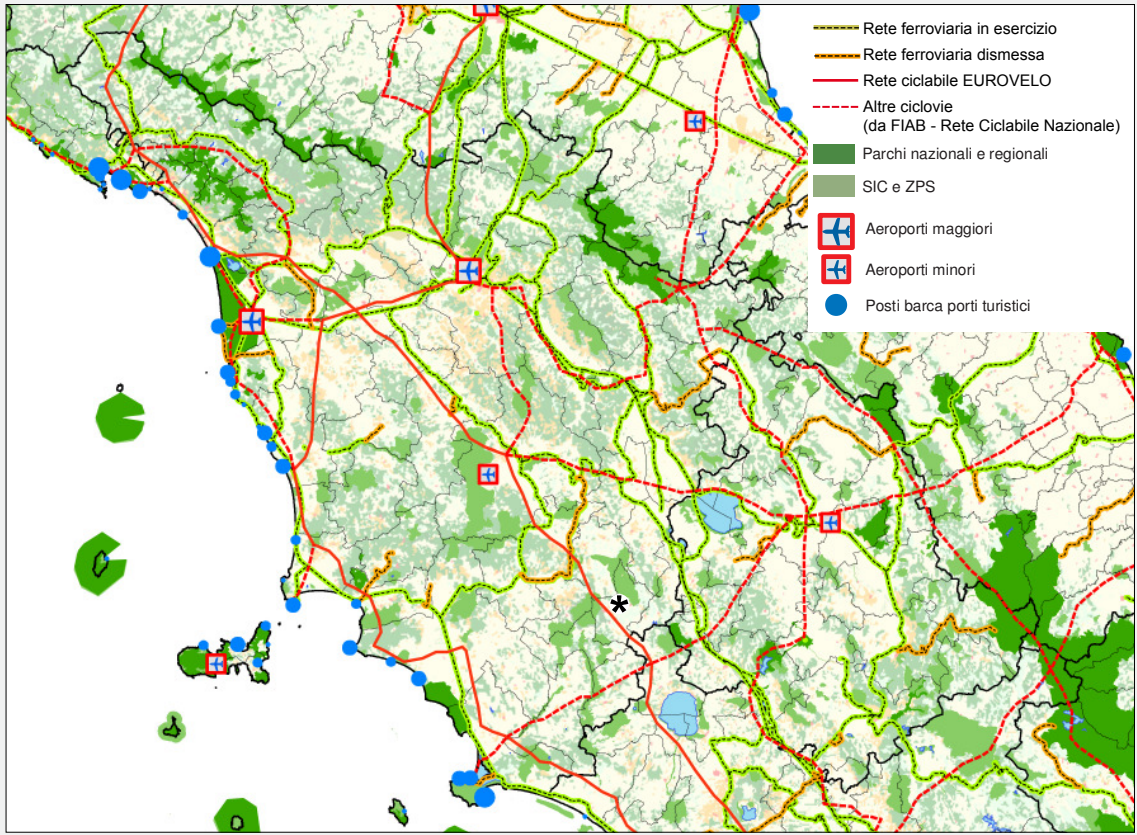 Rete ferroviaria in esercizio
Rete ferroviaria dismessa
Rete ciclabile EUROVELO
Altre ciclovie
(da FIAB - Rete Ciclabile Nazionale)
Parchi nazionali e regionali
SIC e ZPS
Aeroporti maggiori
Aeroporti minori
Posti barca porti turistici
*